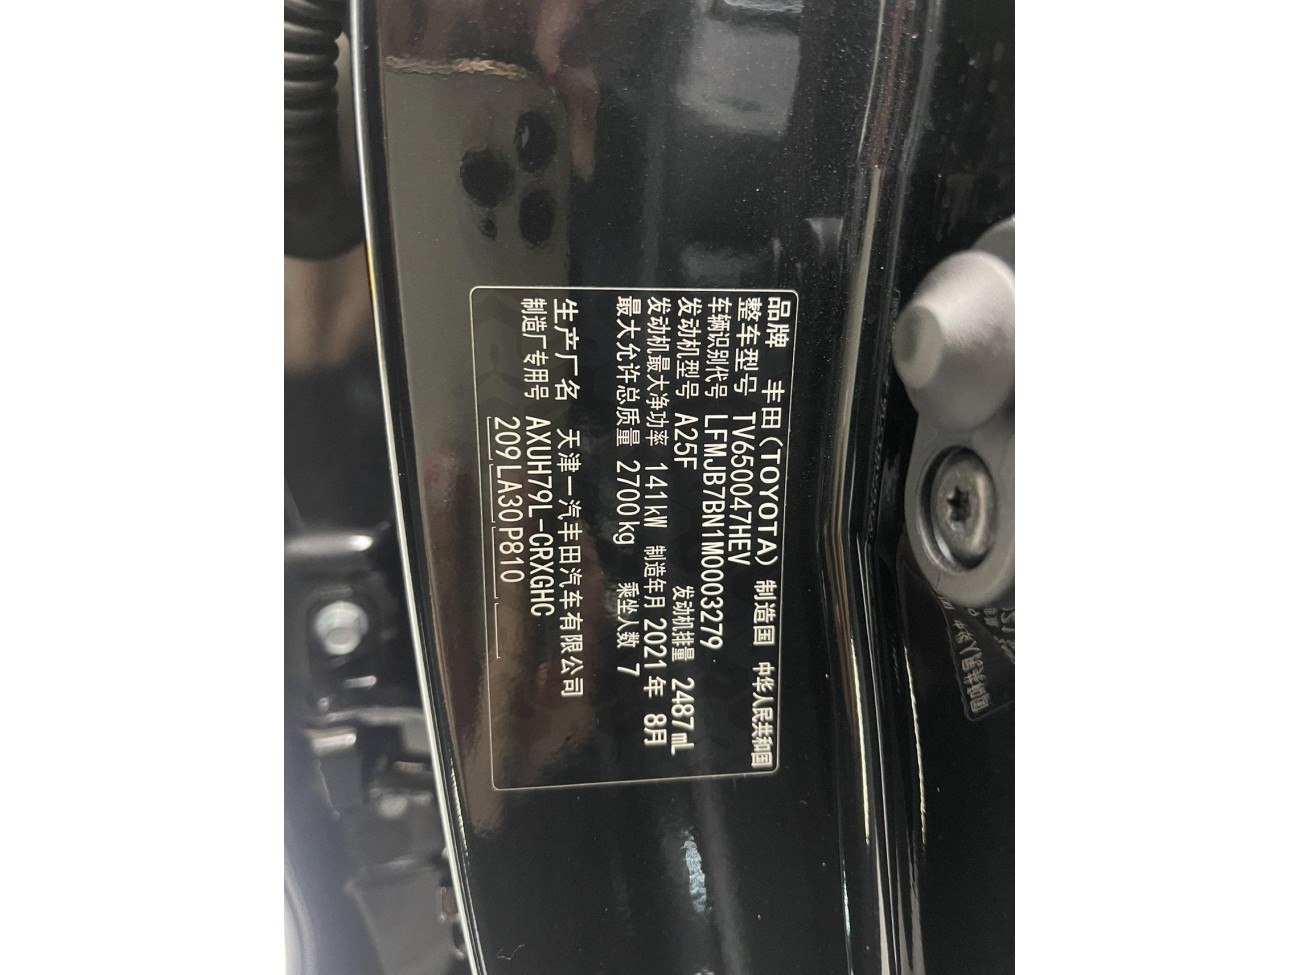 品牌 丰田(TOYOTA) 制造国 中华人民共和国
整车型号 TV65004​7HEV
车辆识别代号 LFMJB7BN1M0003279
发动机型号 A25F 发动机排量 2487mL
发动机最大净功率 141kW 制造年月 2021年 8月
最大允许总质量 2700kg 乘坐人数 7
生产厂名 天津一汽丰田汽车有限公司
制造厂专用号 AXUH79L-CRXGHC
209LA30P810